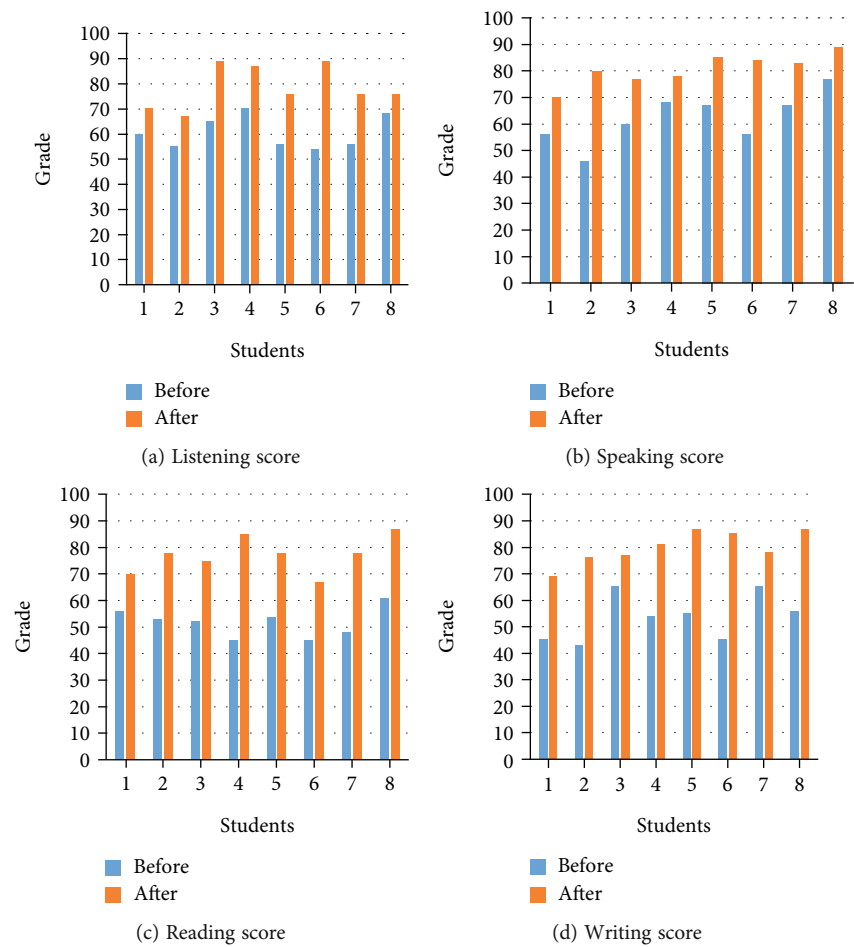 100
90
80
70
60
50
40
30
20
10
0
Grade
1 2 3 4 5 6 7 8
Students
Before
After
(a) Listening score
100
90
80
70
60
50
40
30
20
10
0
Grade
1 2 3 4 5 6 7 8
Students
Before
After
(b) Speaking score
100
90
80
70
60
50
40
30
20
10
0
Grade
1 2 3 4 5 6 7 8
Students
Before
After
(c) Reading score
100
90
80
70
60
50
40
30
20
10
0
Grade
1 2 3 4 5 6 7 8
Students
Before
After
(d) Writing score